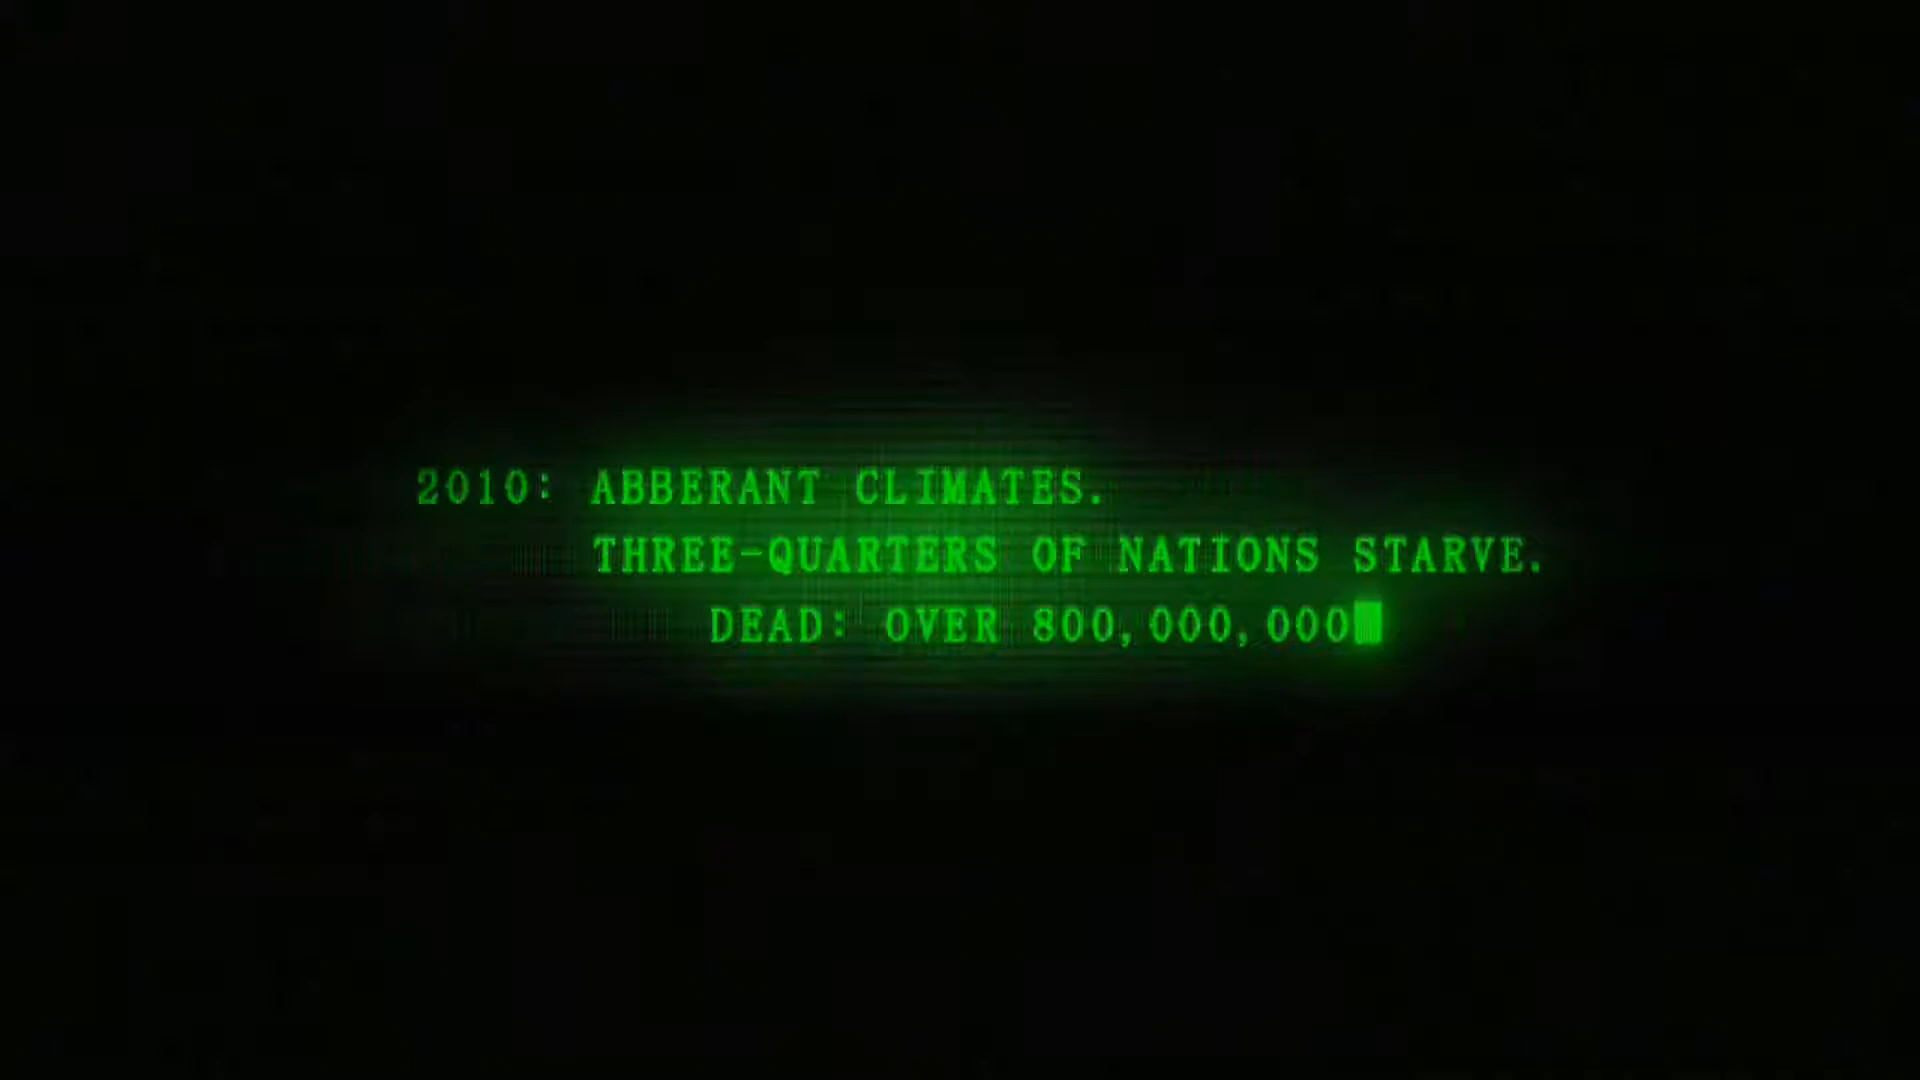 2010: ABBERANT CLIMATES.
THREE-QUARTERS OF NATIONS STARVE.
DEAD: OVER 800,000,000